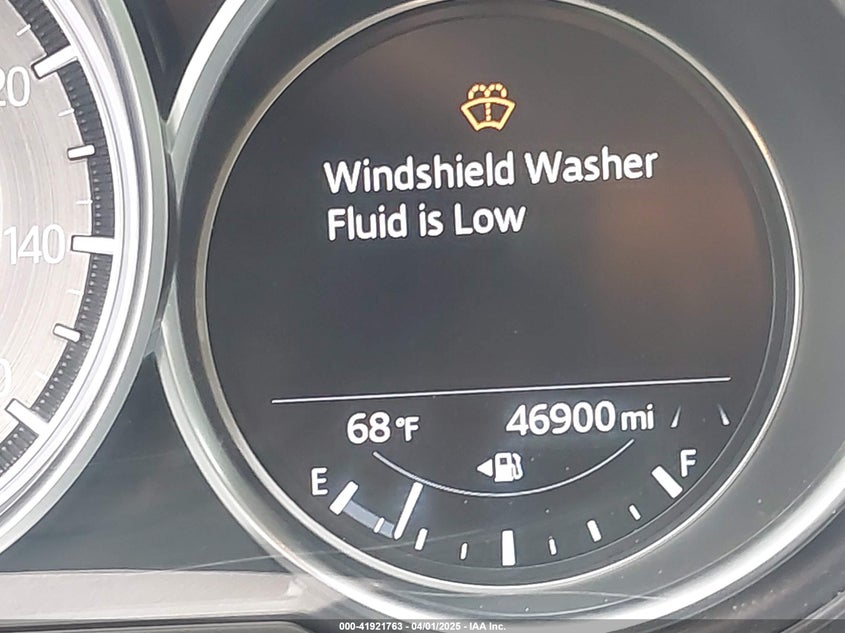 20
140
Windshield Washer
Fluid is Low
68°F
46900 mi
E
F
000-41921763 - 04/01/2025 - IAA Inc.